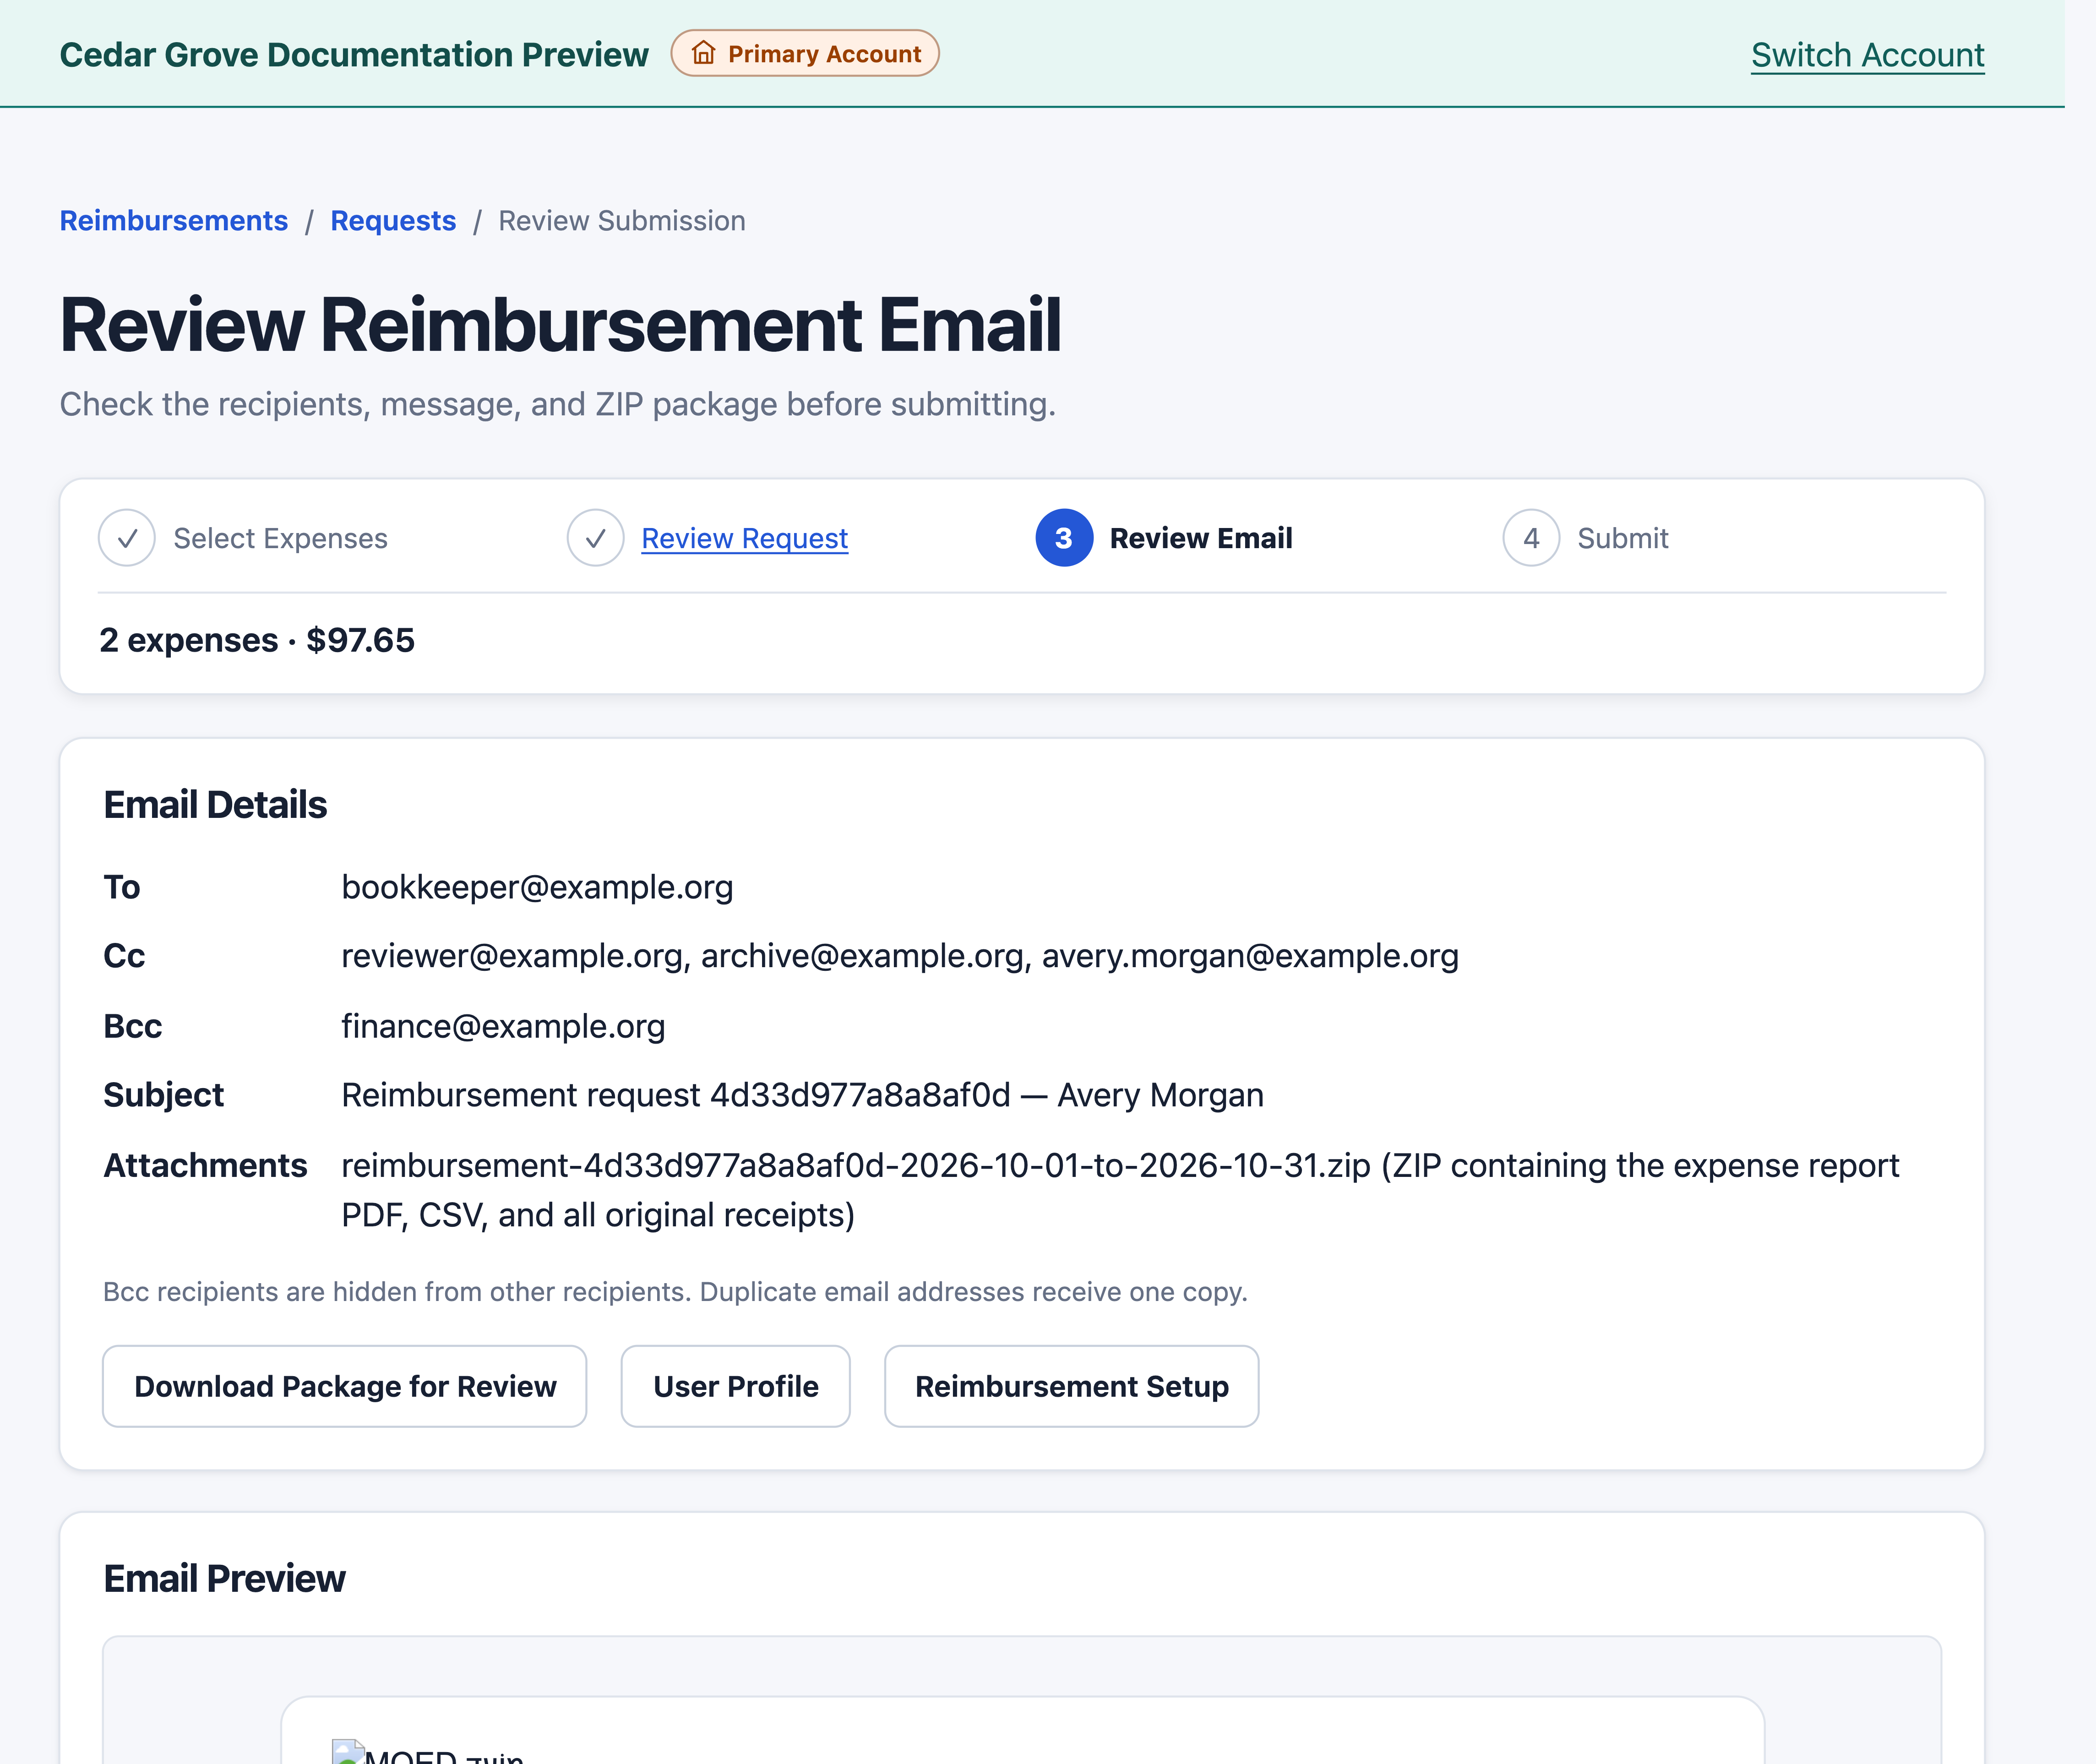 Cedar Grove Documentation Preview
Primary Account
Switch Account
Reimbursements / Requests / Review Submission
Review Reimbursement Email
Check the recipients, message, and ZIP package before submitting.
Select Expenses
Review Request
3 Review Email
4 Submit
2 expenses · $97.65
Email Details
To bookkeeper@example.org
Cc reviewer@example.org, archive@example.org, avery.morgan@example.org
Bcc finance@example.org
Subject Reimbursement request 4d33d977a8a8af0d — Avery Morgan
Attachments reimbursement-4d33d977a8a8af0d-2026-10-01-to-2026-10-31.zip (ZIP containing the expense report
PDF, CSV, and all original receipts)
Bcc recipients are hidden from other recipients. Duplicate email addresses receive one copy.
Download Package for Review
User Profile
Reimbursement Setup
Email Preview